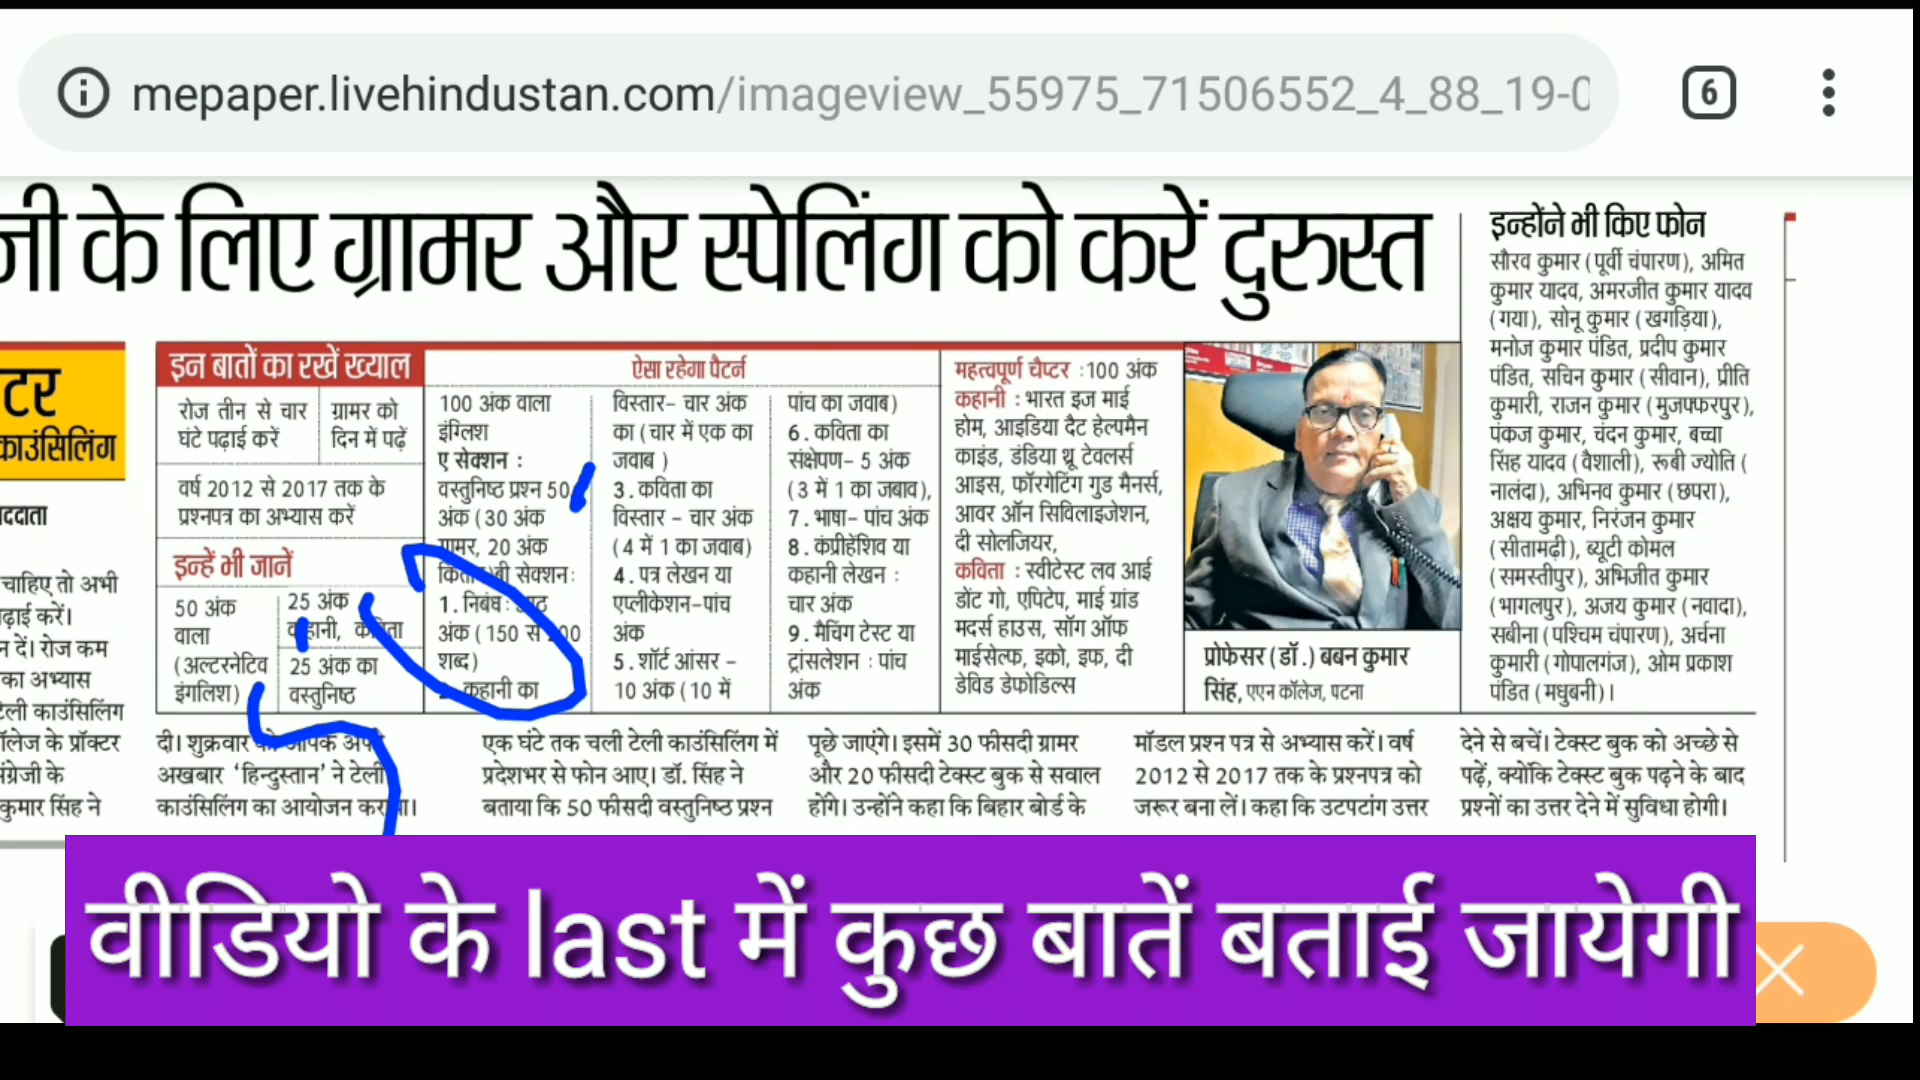 mepaper.livehindustan.com/imageview_55975_71506552_4_88_19-0
6
के लिए ग्रामर और स्पेलिंग को करें दुरुस्त
टर
काउंसिलिंग
चाहिए तो अभी
न दें। रोज कम
का अभ्यास
कुमार सिंह ने
इन बातों का रखें ख्याल
रोज तीन से चार
घंटे पढ़ाई करें
ग्रामर को
दिन में पढ़ें
वर्ष 2012 से 2017 तक के
प्रश्नपत्र का अभ्यास करें
इन्हें भी जानें
50 अंक
वाला
(अल्टरनेटिव
इंगलिश)
25 अंक
25 अंक का
वस्तुनिष्ठ
ऐसा रहेगा पैटर्न
100 अंक वाला
इंग्लिश
ए सेक्शन :
वस्तुनिष्ठ प्रश्न 50
अंक (30 अंक
ग्रामर, 20 अंक
सेक्शन:
1. निबंध:
अंक (150 से
शब्द)
कहानी का
विस्तार- चार अंक
का (चार में एक का
जवाब )
3. कविता का
विस्तार - चार अंक
(4 में 1 का जवाब)
4. पत्र लेखन या
एप्लीकेशन-पांच
अंक
5. शॉर्ट आंसर -
10 अंक (10 में
पांच का जवाब)
6. कविता का
संक्षेपण- 5 अंक
(3 में 1 का जबाव),
7. भाषा- पांच अंक
8. कंप्रीहेंशिव या
कहानी लेखन :
चार अंक
9. मैचिंग टेस्ट या
ट्रांसलेशन : पांच
अंक
महत्वपूर्ण चैप्टर :100 अंक
कहानी : भारत इज माई
होम, आइडिया दैट हेल्पमैन
काइंड, डंडिया थ्रू टेवलर्स
आइस, फॉरगेटिंग गुड मैनर्स,
आवर ऑन सिविलाइजेशन,
दी सोलजियर,
कविता : स्वीटेस्ट लव आई
डोंट गो, एपिटेप, माई ग्रांड
मदर्स हाउस, सॉग ऑफ
माईसेल्फ, इको, इफ, दी
डेविड डेफोडिल्स
प्रोफेसर (डॉ.) बबन कुमार
सिंह, एएन कॉलेज, पटना
इन्होंने भी किए फोन
सौरव कुमार (पूर्वी चंपारण), अमित
कुमार यादव, अमरजीत कुमार यादव
(गया), सोनू कुमार (खगड़िया),
मनोज कुमार पंडित, प्रदीप कुमार
पंडित, सचिन कुमार (सीवान), प्रीति
कुमारी, राजन कुमार (मुजफ्फरपुर),
पंकज कुमार, चंदन कुमार, बच्चा
सिंह यादव (वैशाली), रूबी ज्योति (
नालंदा), अभिनव कुमार (छपरा),
अक्षय कुमार, निरंजन कुमार
(सीतामढ़ी), ब्यूटी कोमल
(समस्तीपुर), अभिजीत कुमार
(भागलपुर), अजय कुमार (नवादा),
सबीना (पश्चिम चंपारण), अर्चना
कुमारी (गोपालगंज), ओम प्रकाश
पंडित (मधुबनी)।
दी। शुक्रवार को आपके अपने
अखबार ‘हिन्दुस्तान’ ने टेली
काउंसिलिंग का आयोजन कराया।
एक घंटे तक चली टेली काउंसिलिंग में
प्रदेशभर से फोन आए। डॉ. सिंह ने
बताया कि 50 फीसदी वस्तुनिष्ठ प्रश्न
पूछे जाएंगे। इसमें 30 फीसदी ग्रामर
और 20 फीसदी टेक्स्ट बुक से सवाल
होंगे। उन्होंने कहा कि बिहार बोर्ड के
मॉडल प्रश्न पत्र से अभ्यास करें। वर्ष
2012 से 2017 तक के प्रश्नपत्र को
जरूर बना लें। कहा कि उटपटांग उत्तर
देने से बचें। टेक्स्ट बुक को अच्छे से
पढ़ें, क्योंकि टेक्स्ट बुक पढ़ने के बाद
प्रश्नों का उत्तर देने में सुविधा होगी।
वीडियो के last में कुछ बातें बताई जायेगी